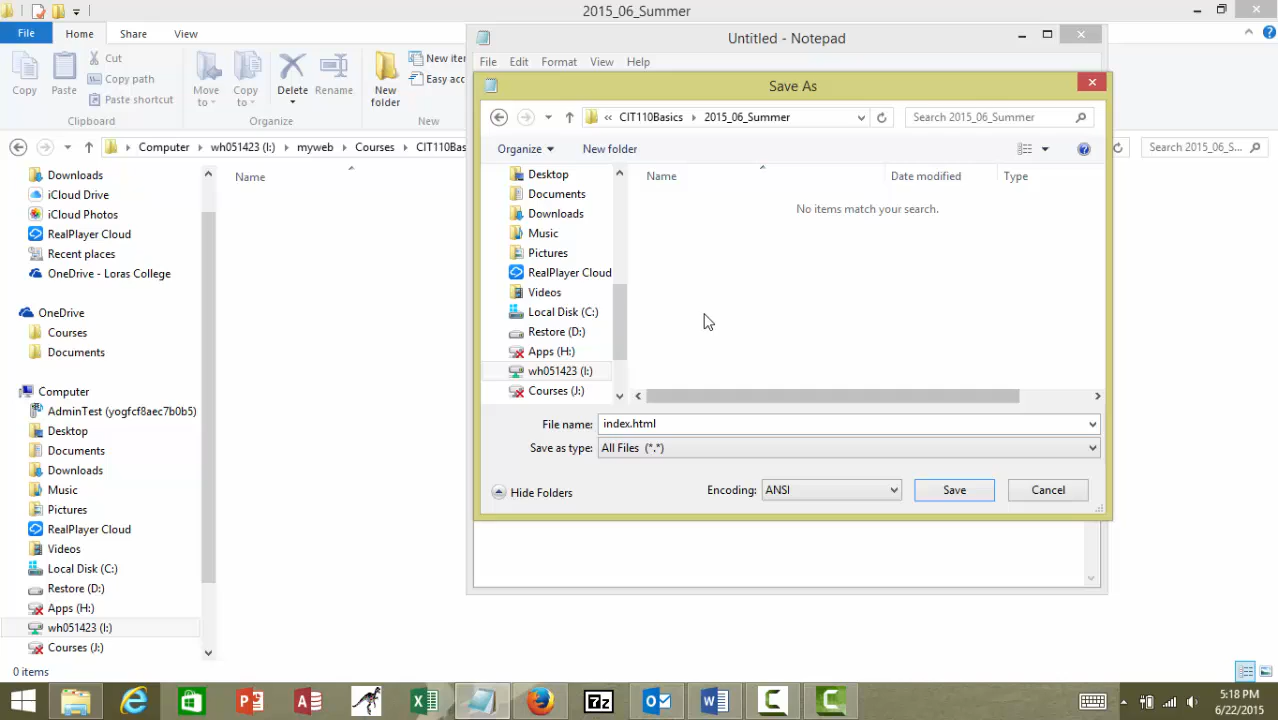 2015_06_Summer
File Home Share View
Copy
Paste
Cut
Copy path
Paste shortcut
Clipboard
Move to
Copy to
Delete
Rename
Organize
New folder
New item
Easy acc
New
Computer myweb wh051423 (I:) Courses CIT110Bas
Search 2015_06_S...
Name
Downloads
iCloud Drive
iCloud Photos
RealPlayer Cloud
Recent places
OneDrive - Loras College
OneDrive
Courses
Documents
Computer
AdminTest (yogfcf8aec7b0b5)
Desktop
Documents
Downloads
Music
Pictures
RealPlayer Cloud
Videos
Local Disk (C:)
Restore (D:)
Apps (H:)
wh051423 (I:)
Courses (J:)
0 items
Untitled - Notepad
File Edit Format View Help
Save As
« CIT110Basics 2015_06_Summer
Search 2015_06_Summer
Organize New folder
Name Date modified Type
No items match your search.
Desktop
Documents
Downloads
Music
Pictures
RealPlayer Cloud
Videos
Local Disk (C:)
Restore (D:)
Apps (H:)
wh051423 (I:)
Courses (J:)
File name: index.html
Save as type: All Files (*.*)
Hide Folders
Encoding: ANSI
Save
Cancel
5:18 PM
6/22/2015